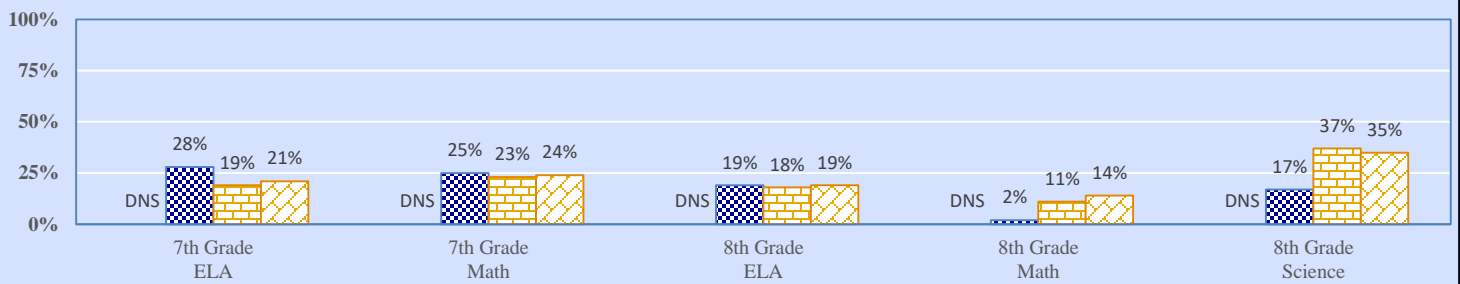 100%
75%
50%
25%
0%
DNS 28% 19% 21%
DNS 25% 23% 24%
DNS 19% 18% 19%
DNS 2% 11% 14%
DNS 17% 37% 35%
7th Grade
ELA
7th Grade
Math
8th Grade
ELA
8th Grade
Math
8th Grade
Science